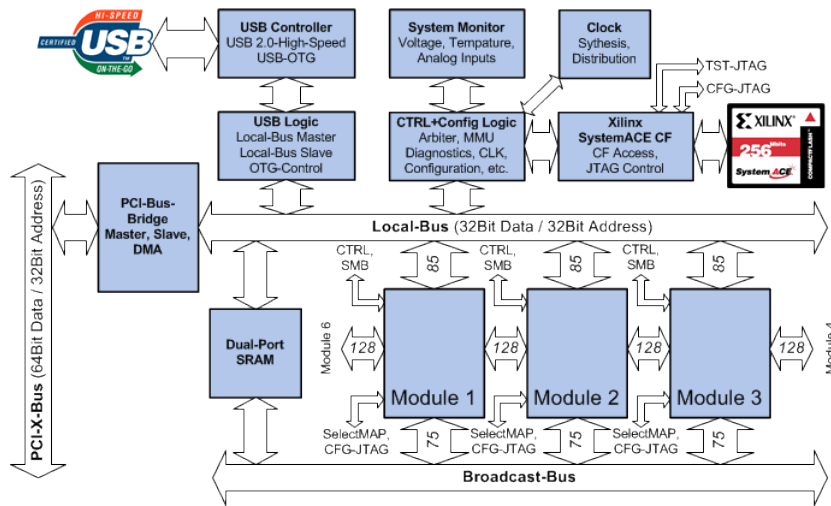 HI-SPEED
CERTIFIED
USB
TM
ON-THE-GO
USB Controller
USB 2.0-High-Speed
USB-OTG
System Monitor
Voltage, Tempature,
Analog Inputs
Clock
Sythesis,
Distribution
TST-JTAG
CFG-JTAG
USB Logic
Local-Bus Master
Local-Bus Slave
OTG-Control
CTRL+Config Logic
Arbiter, MMU
Diagnostics, CLK,
Configuration, etc.
Xilinx
SystemACE CF
CF Access,
JTAG Control
XILINX
256 Mbits
System ACE
COMPACTFLASH
PCI-X-Bus (64Bit Data / 32Bit Address)
PCI-Bus-
Bridge
Master, Slave,
DMA
Local-Bus (32Bit Data / 32Bit Address)
Dual-Port
SRAM
CTRL,
SMB
85
CTRL,
SMB
85
CTRL,
SMB
85
Module 6
128
Module 1
128
Module 2
128
Module 3
128
Module 4
SelectMAP,
CFG-JTAG
75
SelectMAP,
CFG-JTAG
75
SelectMAP,
CFG-JTAG
75
Broadcast-Bus